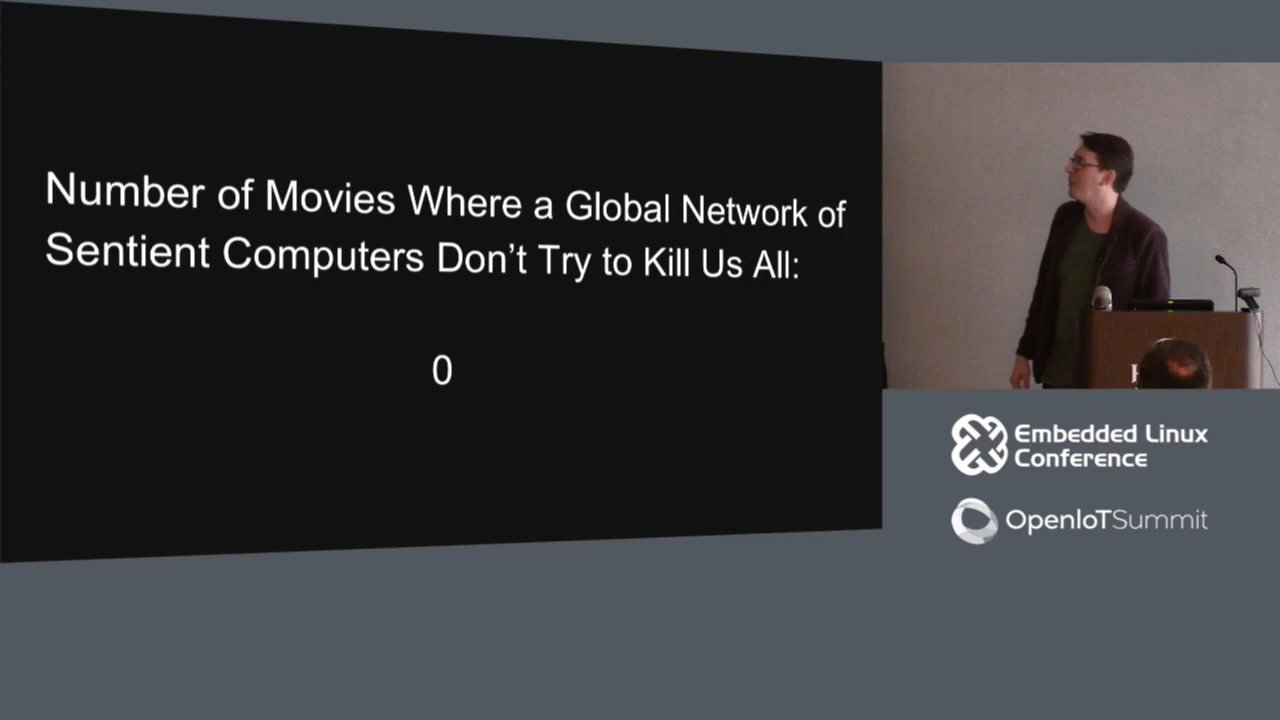 Number of Movies Where a Global Network of
Sentient Computers Don’t Try to Kill Us All:
0
Embedded Linux
Conference
OpenIoTSummit